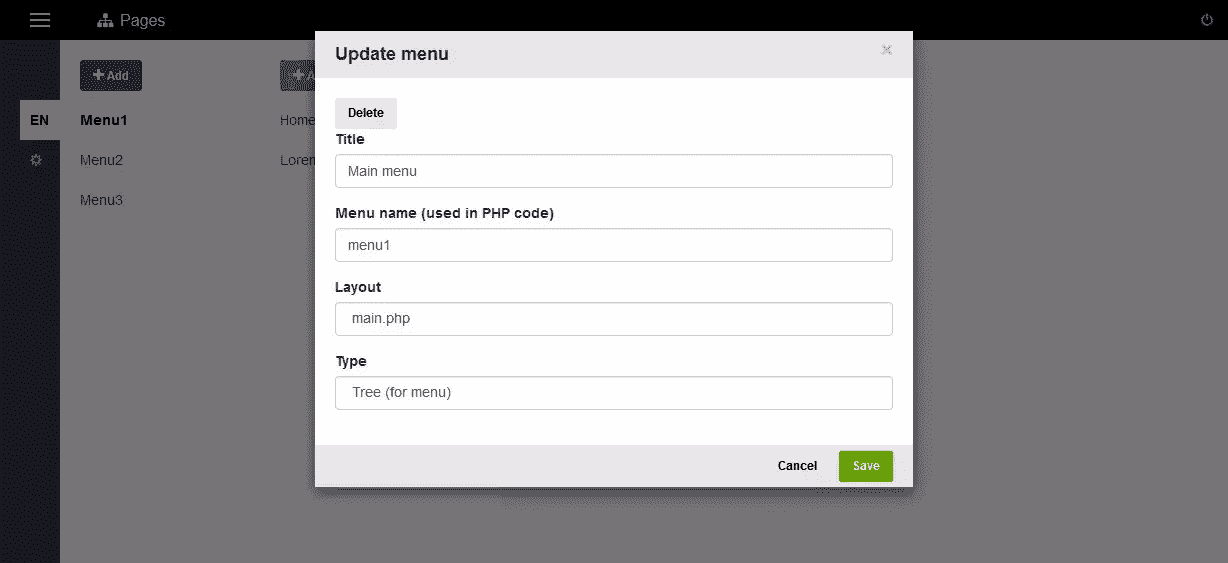 Pages
Add
EN
Menu1
Menu2
Menu3
Home
Update menu
×
Delete
Title
Main menu
Menu name (used in PHP code)
menu1
Layout
main.php
Type
Tree (for menu)
Cancel
Save